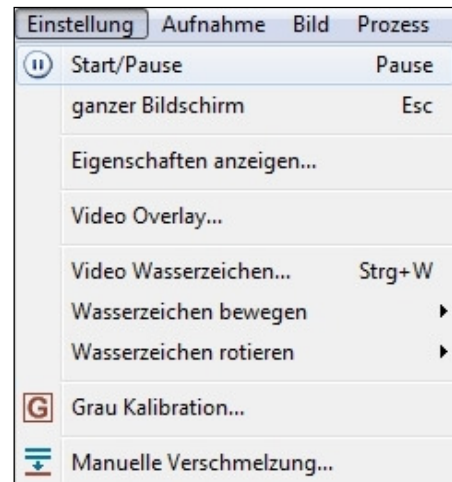 Einstellung Aufnahme Bild Prozess
Start/Pause Pause
ganzer Bildschirm Esc
Eigenschaften anzeigen...
Video Overlay...
Video Wasserzeichen... Strg+W
Wasserzeichen bewegen
Wasserzeichen rotieren
G Grau Kalibration...
Manuelle Verschmelzung...